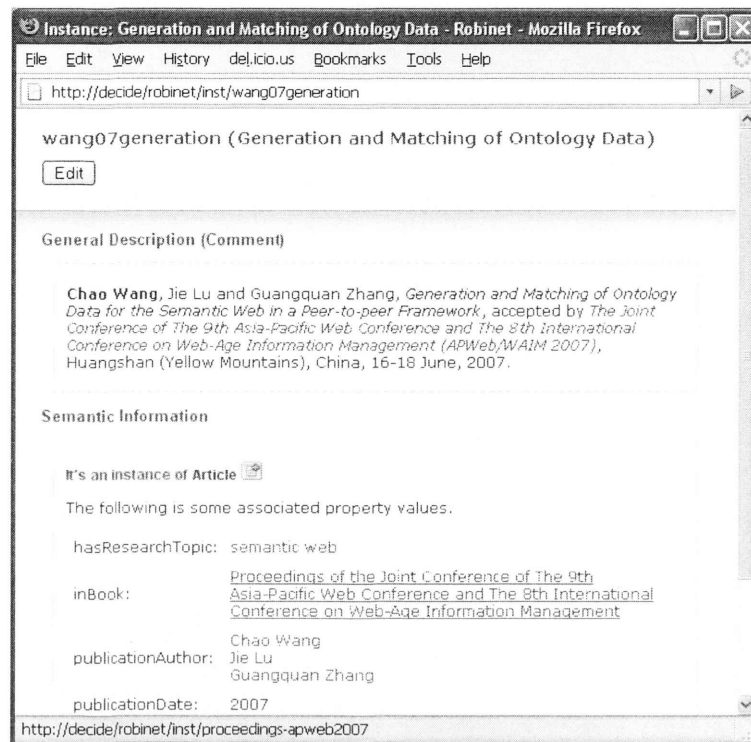 Instance: Generation and Matching of Ontology Data - Robinet - Mozilla Firefox
File Edit View History del.icio.us Bookmarks Tools Help
http://decide/robinet/inst/wang07generation
wang07generation (Generation and Matching of Ontology Data)
Edit
General Description (Comment)
Chao Wang, Jie Lu and Guangquan Zhang, Generation and Matching of Ontology
Data for the Semantic Web in a Peer-to-peer Framework, accepted by The Joint
Conference of The 9th Asia-Pacific Web Conference and The 8th International
Conference on Web-Age Information Management (APWeb/WAIM 2007),
Huangshan (Yellow Mountains), China, 16-18 June, 2007.
Semantic Information
It's an instance of Article
The following is some associated property values.
hasResearchTopic: semantic web
inBook: Proceedings of the Joint Conference of The 9th
Asia-Pacific Web Conference and The 8th International
Conference on Web-Age Information Management
publicationAuthor: Chao Wang
Jie Lu
Guangquan Zhang
publicationDate: 2007
http://decide/robinet/inst/proceedings-apweb2007